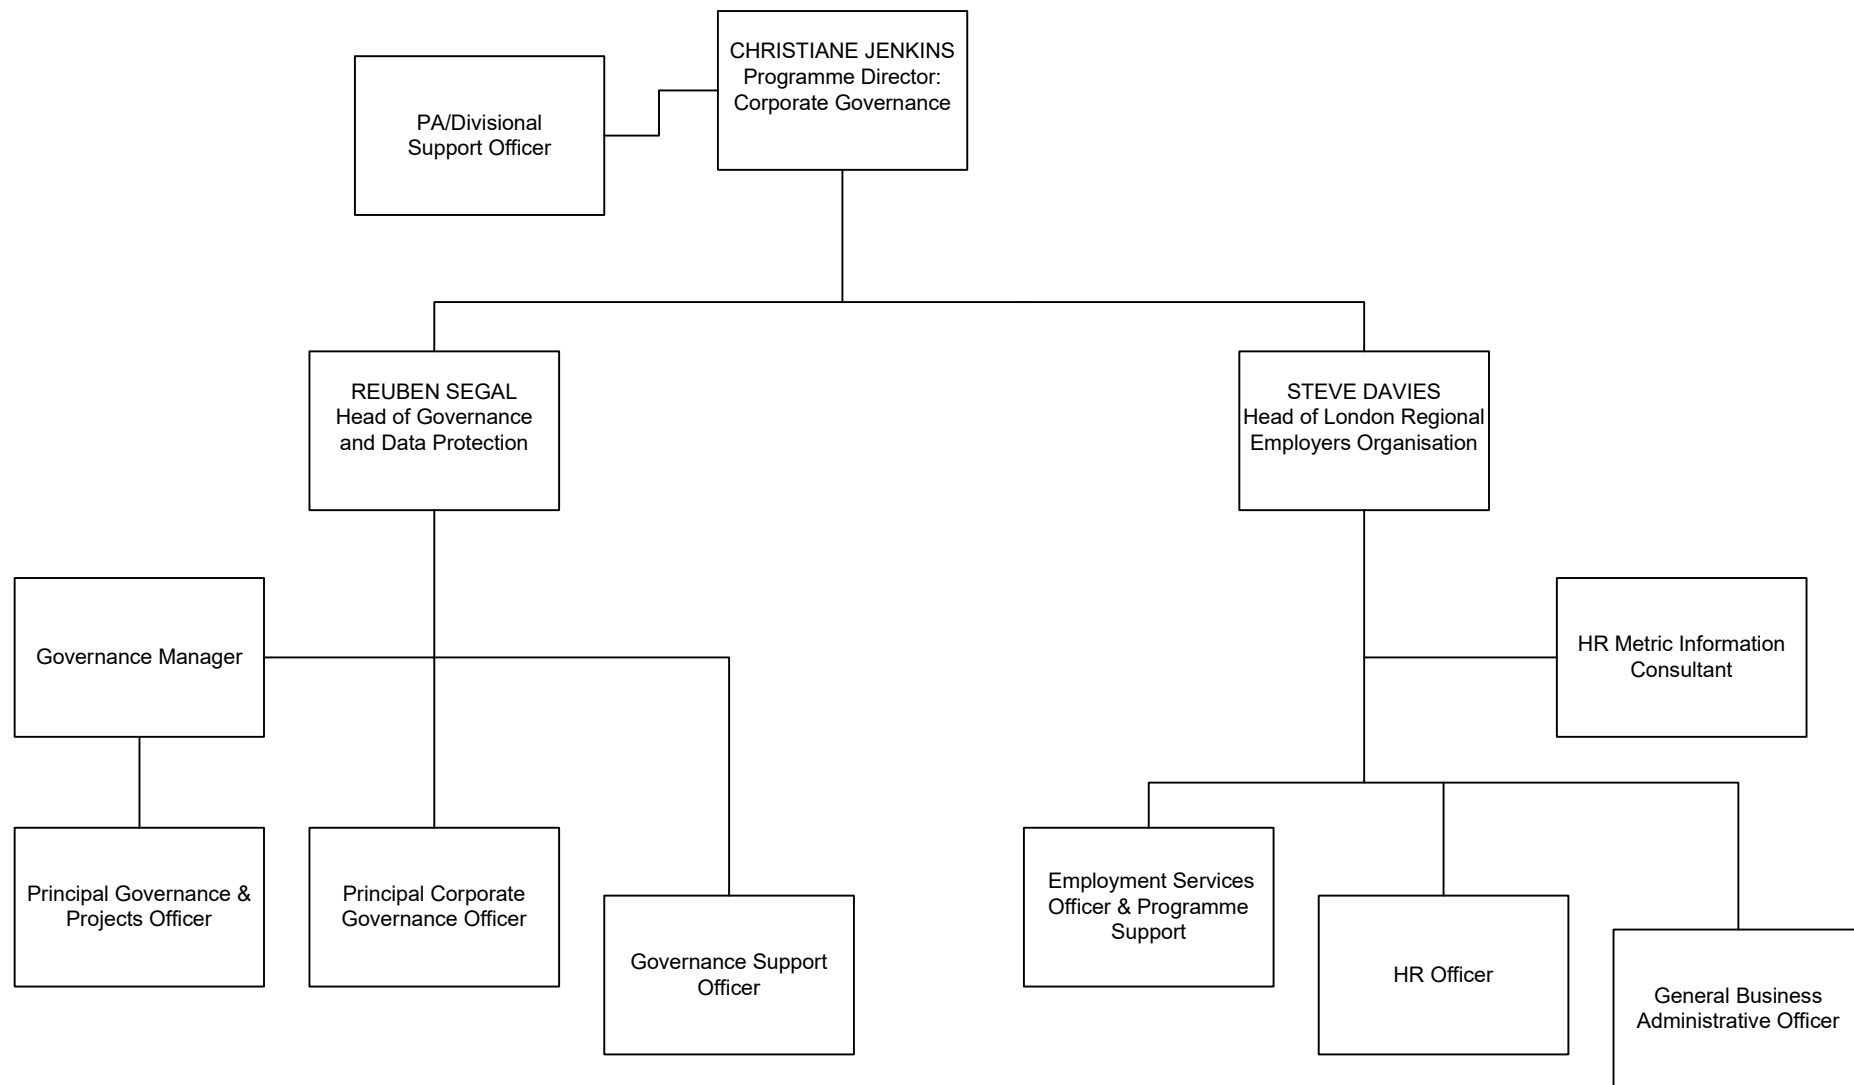 CHRISTIANE JENKINS
Programme Director:
Corporate Governance
PA/Divisional
Support Officer
REUBEN SEGAL
Head of Governance
and Data Protection
STEVE DAVIES
Head of London Regional
Employers Organisation
Governance Manager
HR Metric Information
Consultant
Principal Governance &
Projects Officer
Principal Corporate
Governance Officer
Governance Support
Officer
Employment Services
Officer & Programme
Support
HR Officer
General Business
Administrative Officer